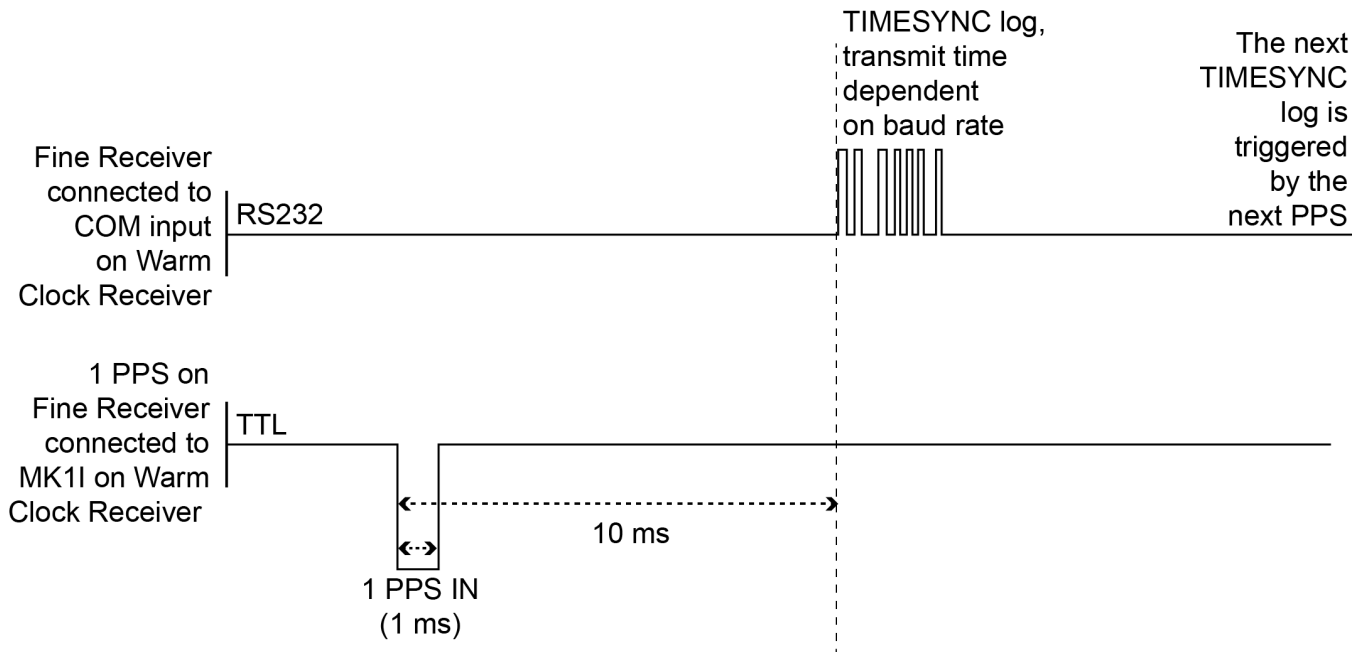 TIMESYNC log,
transmit time
dependent
on baud rate
The next
TIMESYNC
log is
triggered
by the
next PPS
Fine Receiver
connected to
COM input
on Warm
Clock Receiver
RS232
1 PPS on
Fine Receiver
connected to
MK1I on Warm
Clock Receiver
TTL
10 ms
1 PPS IN
(1 ms)